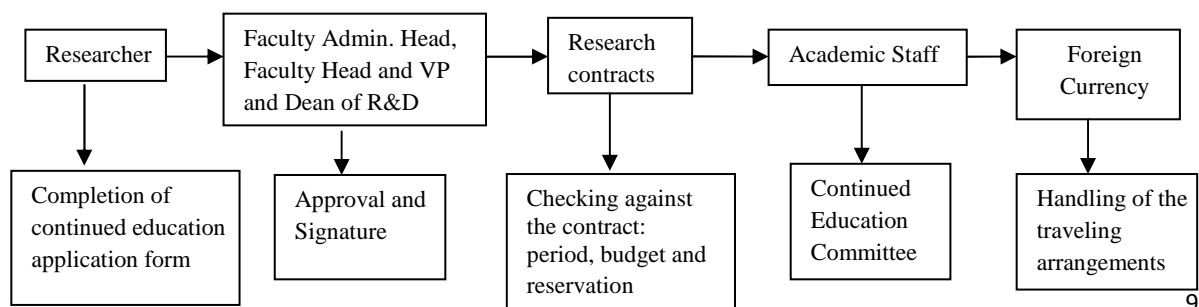 Researcher
Faculty Admin. Head,
Faculty Head and VP
and Dean of R&D
Research
contracts
Academic Staff
Foreign
Currency
Completion of
continued education
application form
Approval and
Signature
Checking against
the contract:
period, budget and
reservation
Continued
Education
Committee
Handling of the
traveling
arrangements
9